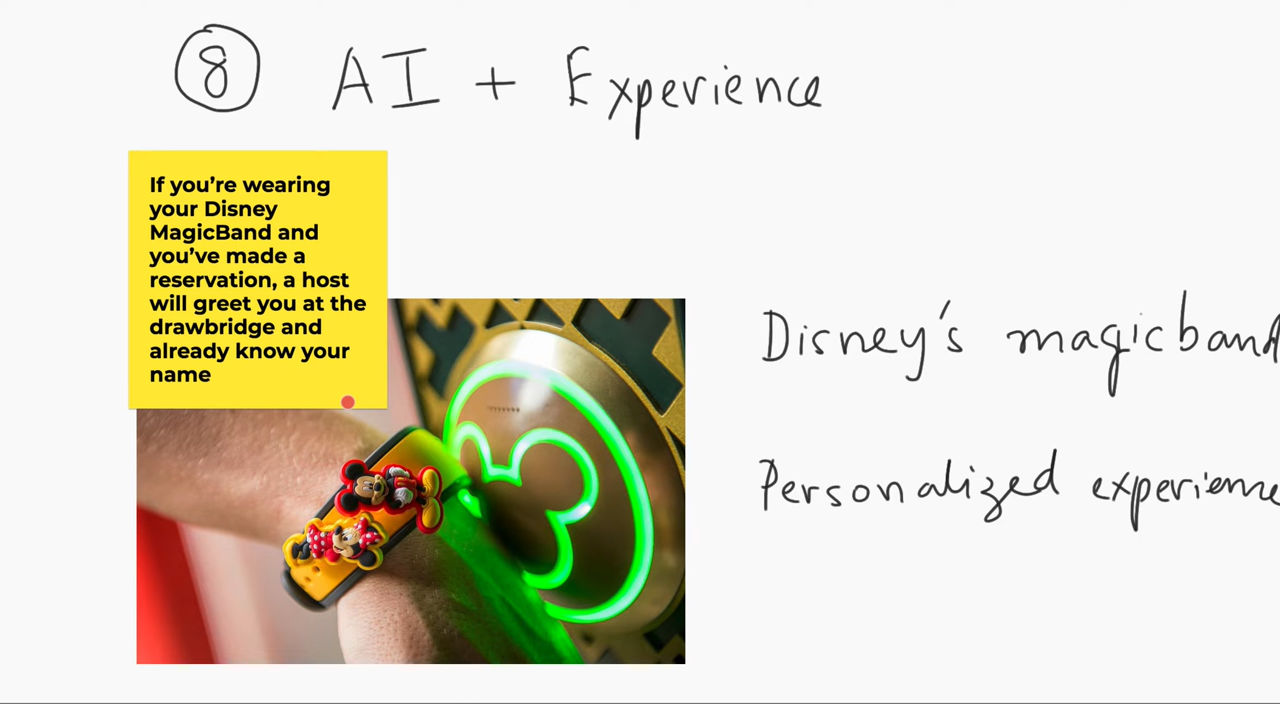 8 AI + Experience
If you’re wearing
your Disney
MagicBand and
you’ve made a
reservation, a host
will greet you at the
drawbridge and
already know your
name
Disney's magicband
Personalized experience